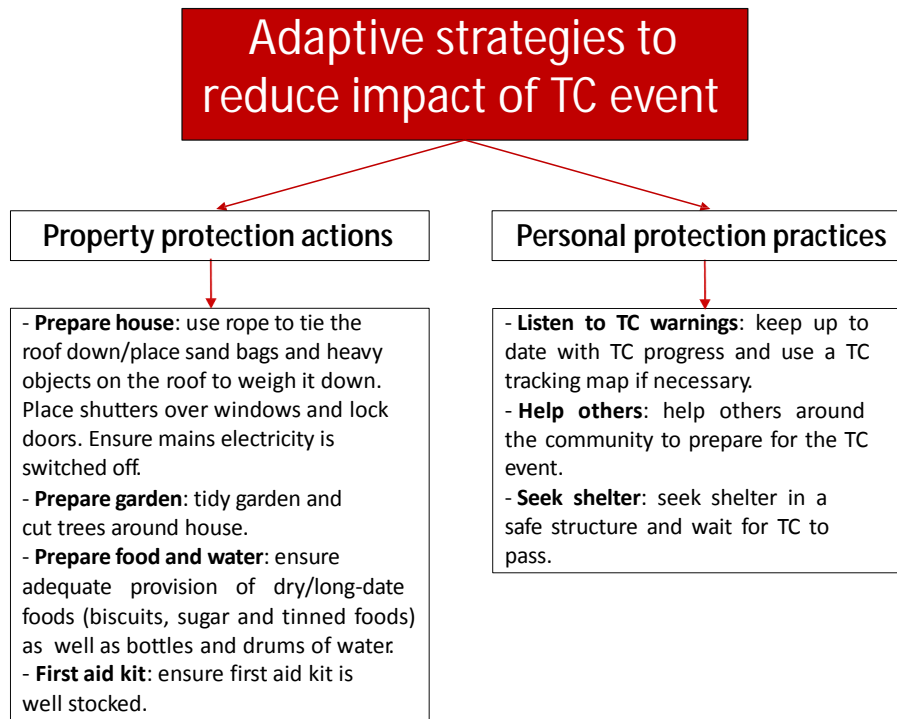 Adaptive strategies to
reduce impact of TC event
Property protection actions
- Prepare house: use rope to tie the
roof down/place sand bags and heavy
objects on the roof to weigh it down.
Place shutters over windows and lock
doors. Ensure mains electricity is
switched off.
- Prepare garden: tidy garden and
cut trees around house.
- Prepare food and water: ensure
adequate provision of dry/long-date
foods (biscuits, sugar and tinned foods)
as well as bottles and drums of water.
- First aid kit: ensure first aid kit is
well stocked.
Personal protection practices
- Listen to TC warnings: keep up to
date with TC progress and use a TC
tracking map if necessary.
- Help others: help others around
the community to prepare for the TC
event.
- Seek shelter: seek shelter in a
safe structure and wait for TC to
pass.